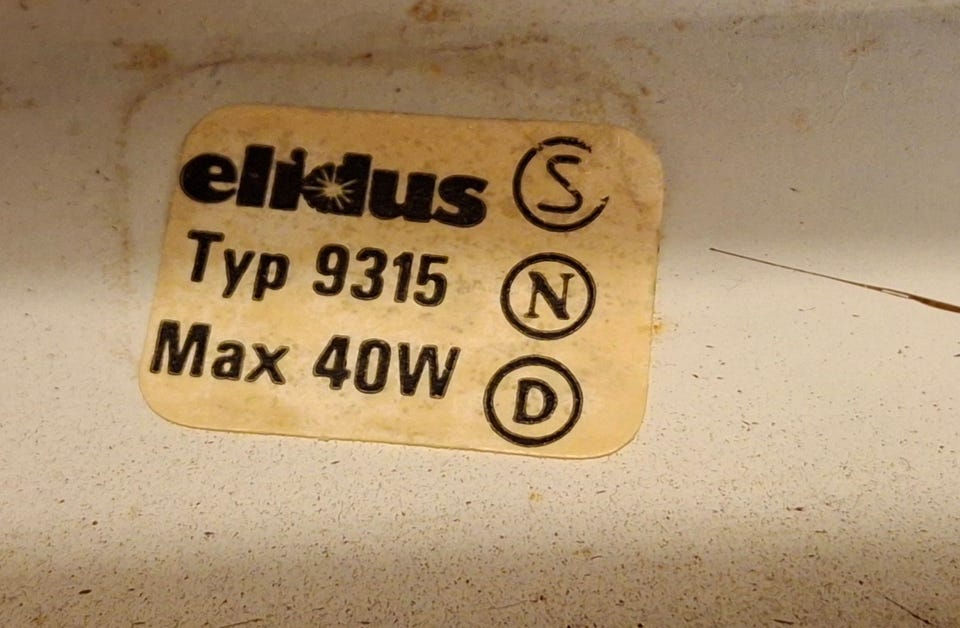 elidus S
Typ 9315 N
Max 40W D